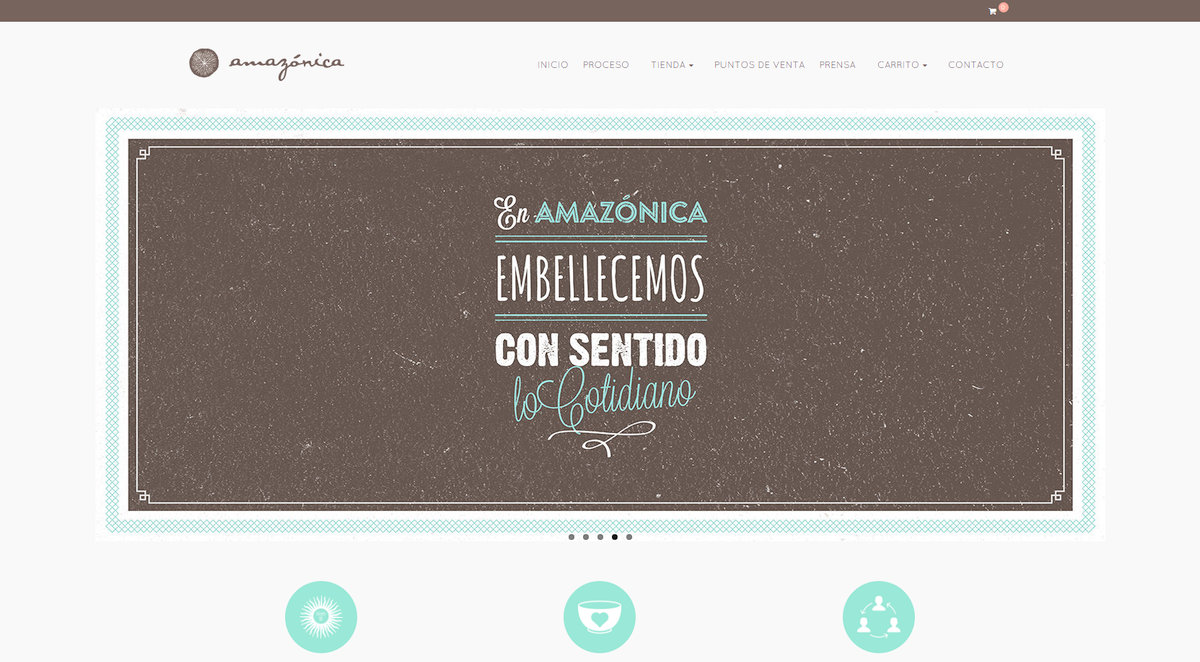 0
amazónica
INICIO PROCESO TIENDA PUNTOS DE VENTA PRENSA CARRITO CONTACTO
En AMAZÓNICA
EMBELLECEMOS
CON SENTIDO
lo Cotidiano